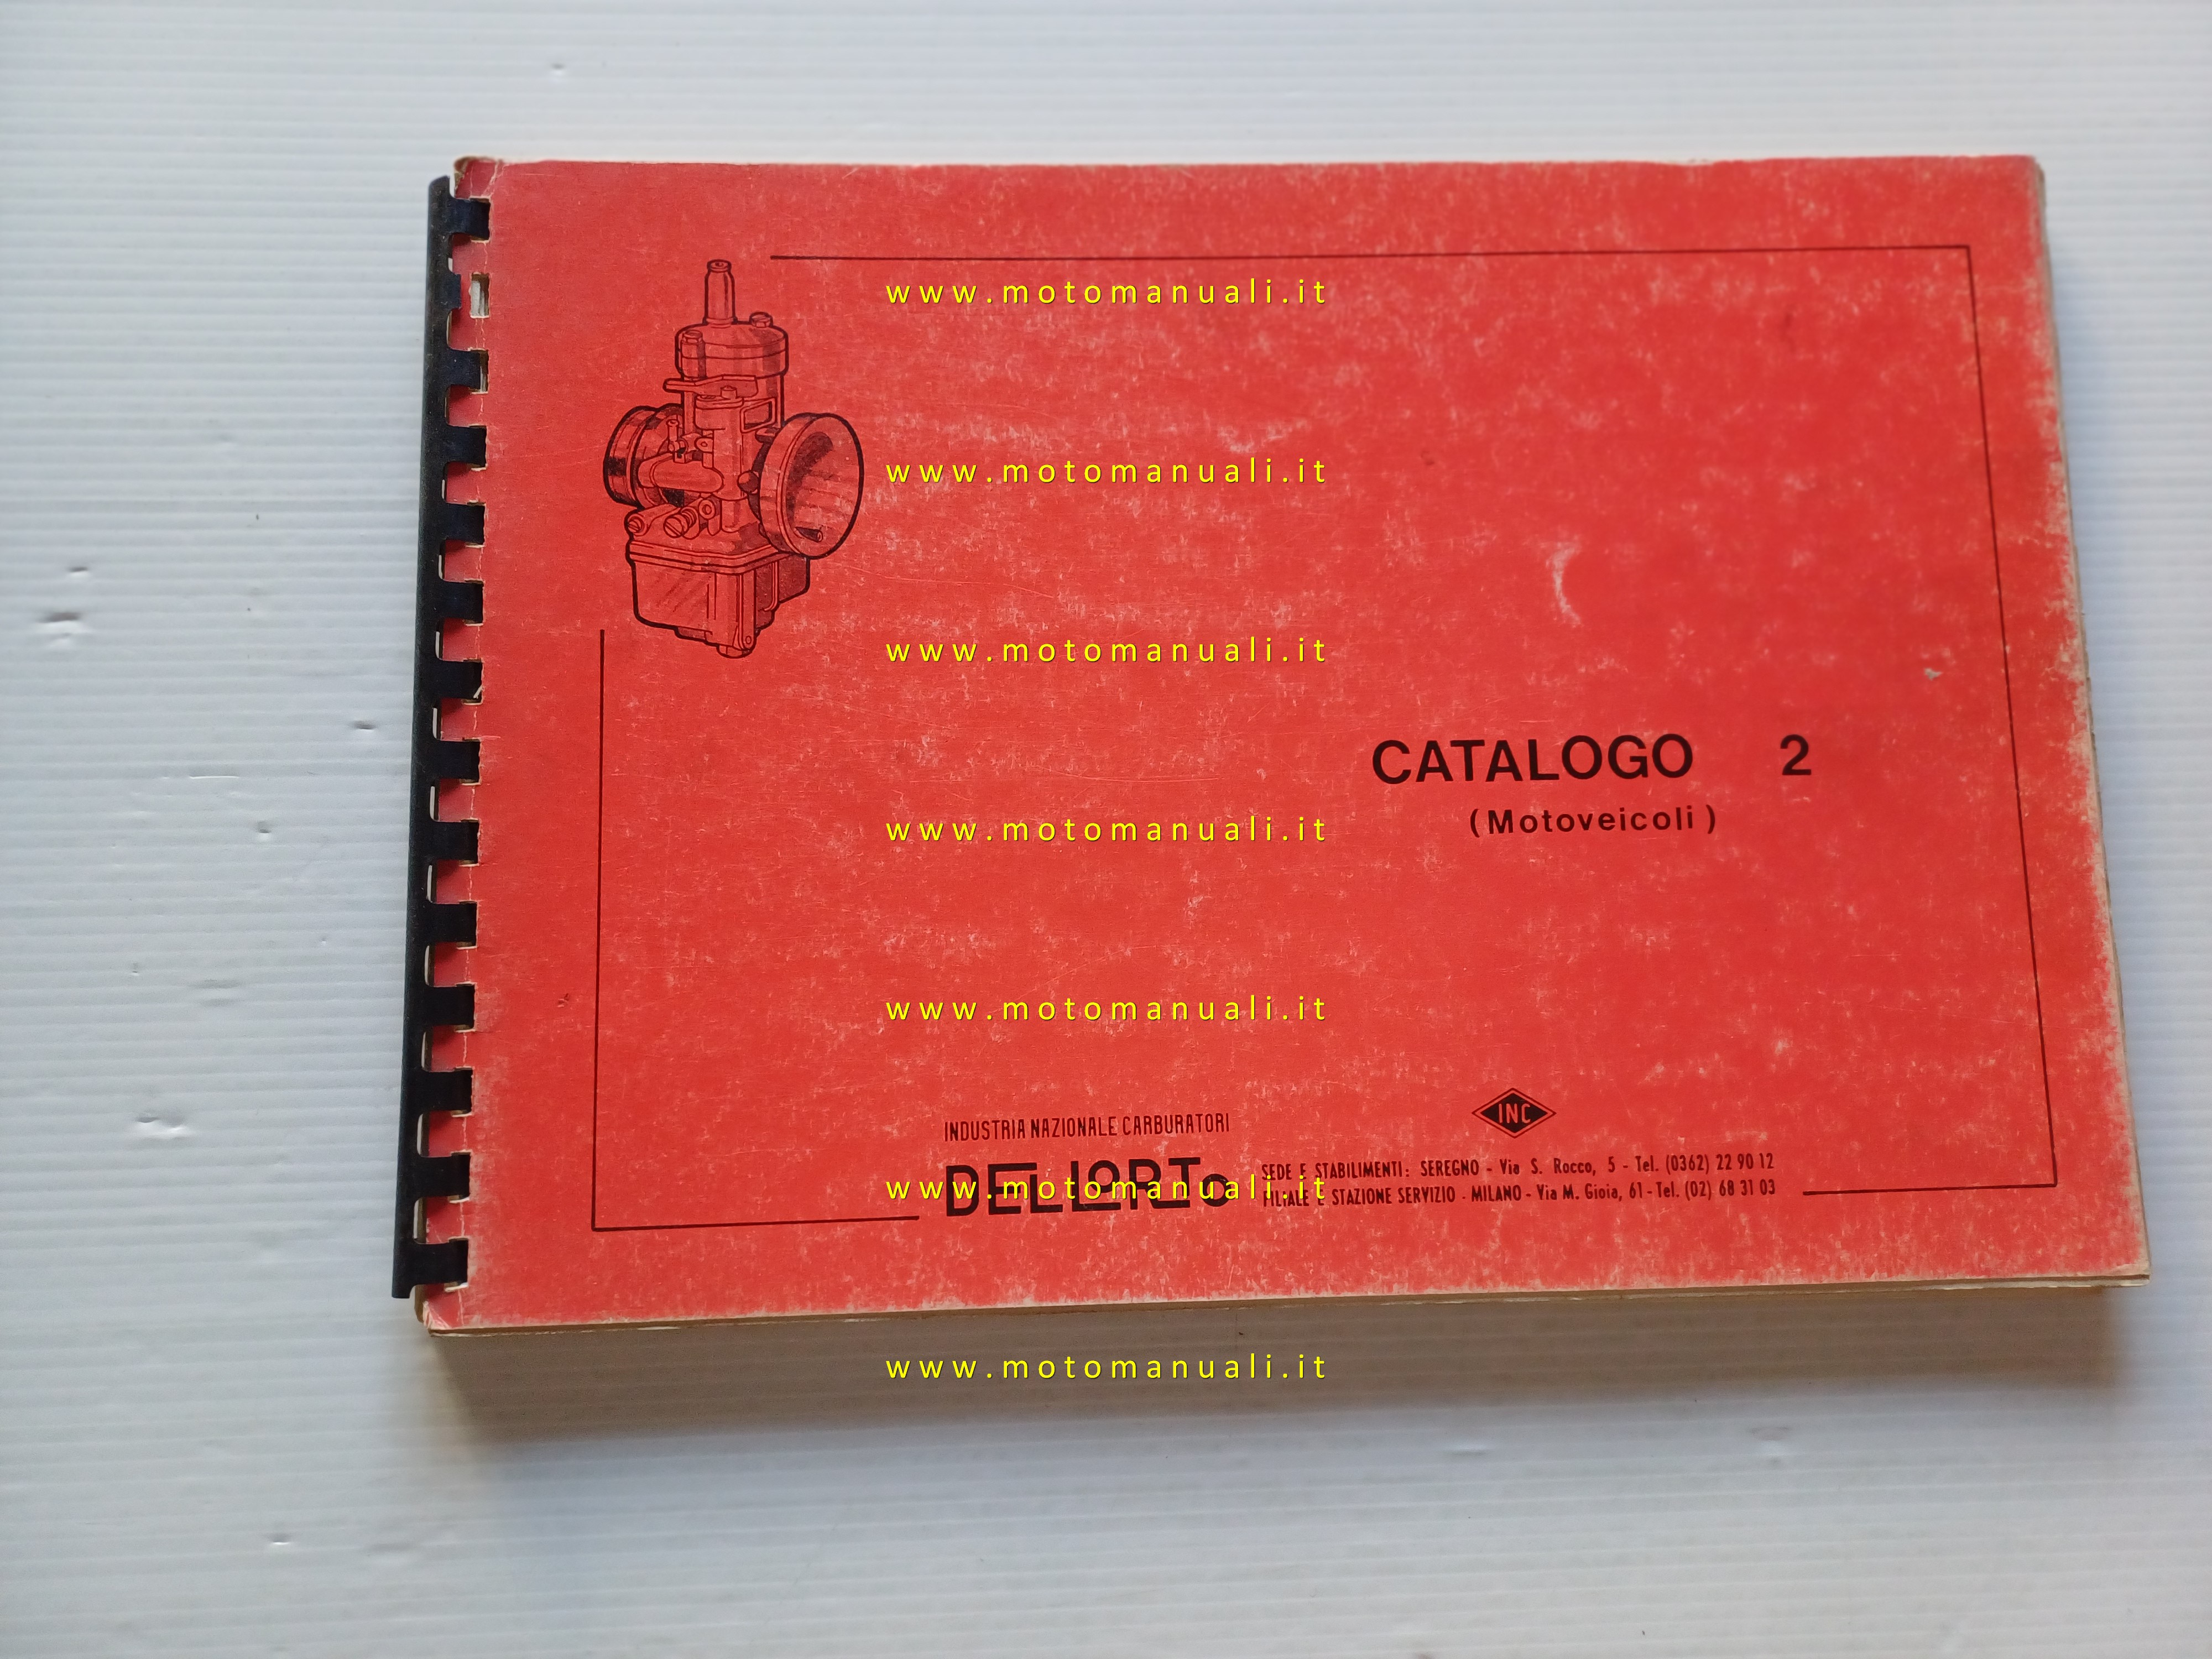 www.motomanuali.it
www.motomanuali.it
www.motomanuali.it
CATALOGO 2
(Motoveicoli)
www.motomanuali.it
www.motomanuali.it
INC
INDUSTRIA NAZIONALE CARBURATORI
DELLORTO
SEDE E STABILIMENTI: SEREGNO - Via S. Rocco, 5 - Tel. (0362) 22 90 12
www.motomanuali.it
FILIALE E STAZIONE SERVIZIO - MILANO - Via M. Gioia, 61 - Tel. (02) 68 31 03
www.motomanuali.it